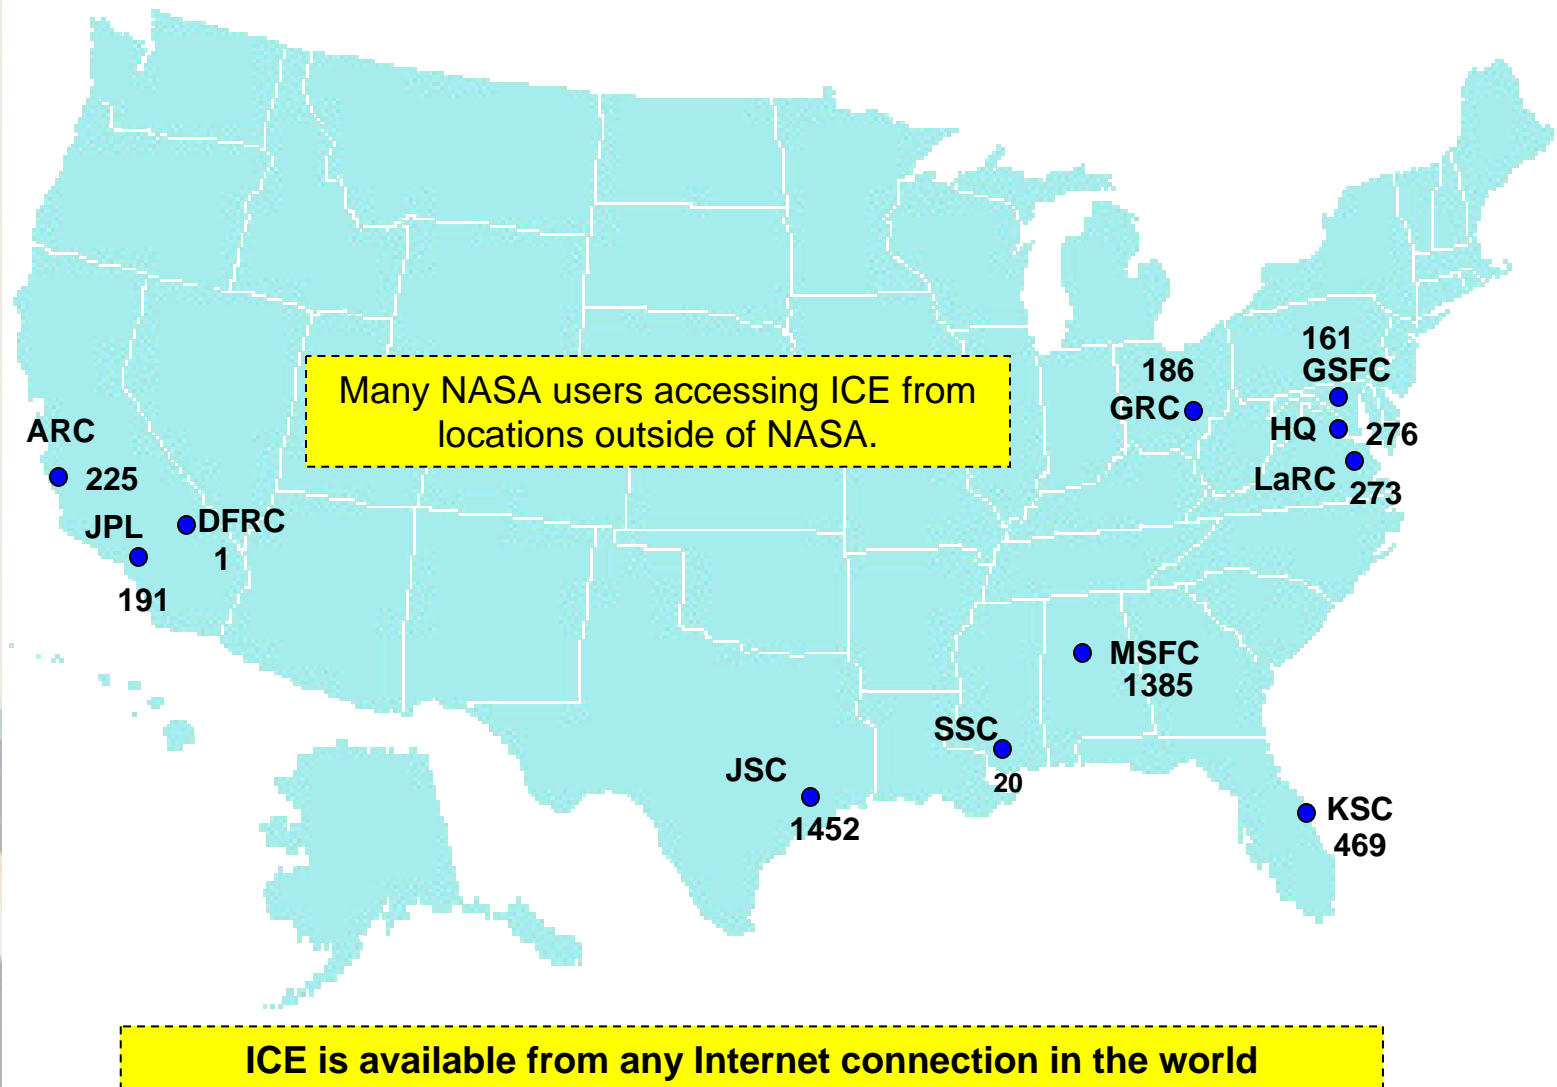 161
186
GSFC
Many NASA users accessing ICE from
locations outside of NASA.
GRC
ARC
HQ
276
225
LaRC
273
JPL
DFRC
1
191
MSFC
1385
SSC
JSC
20
1452
KSC
469
ICE is available from any Internet connection in the world